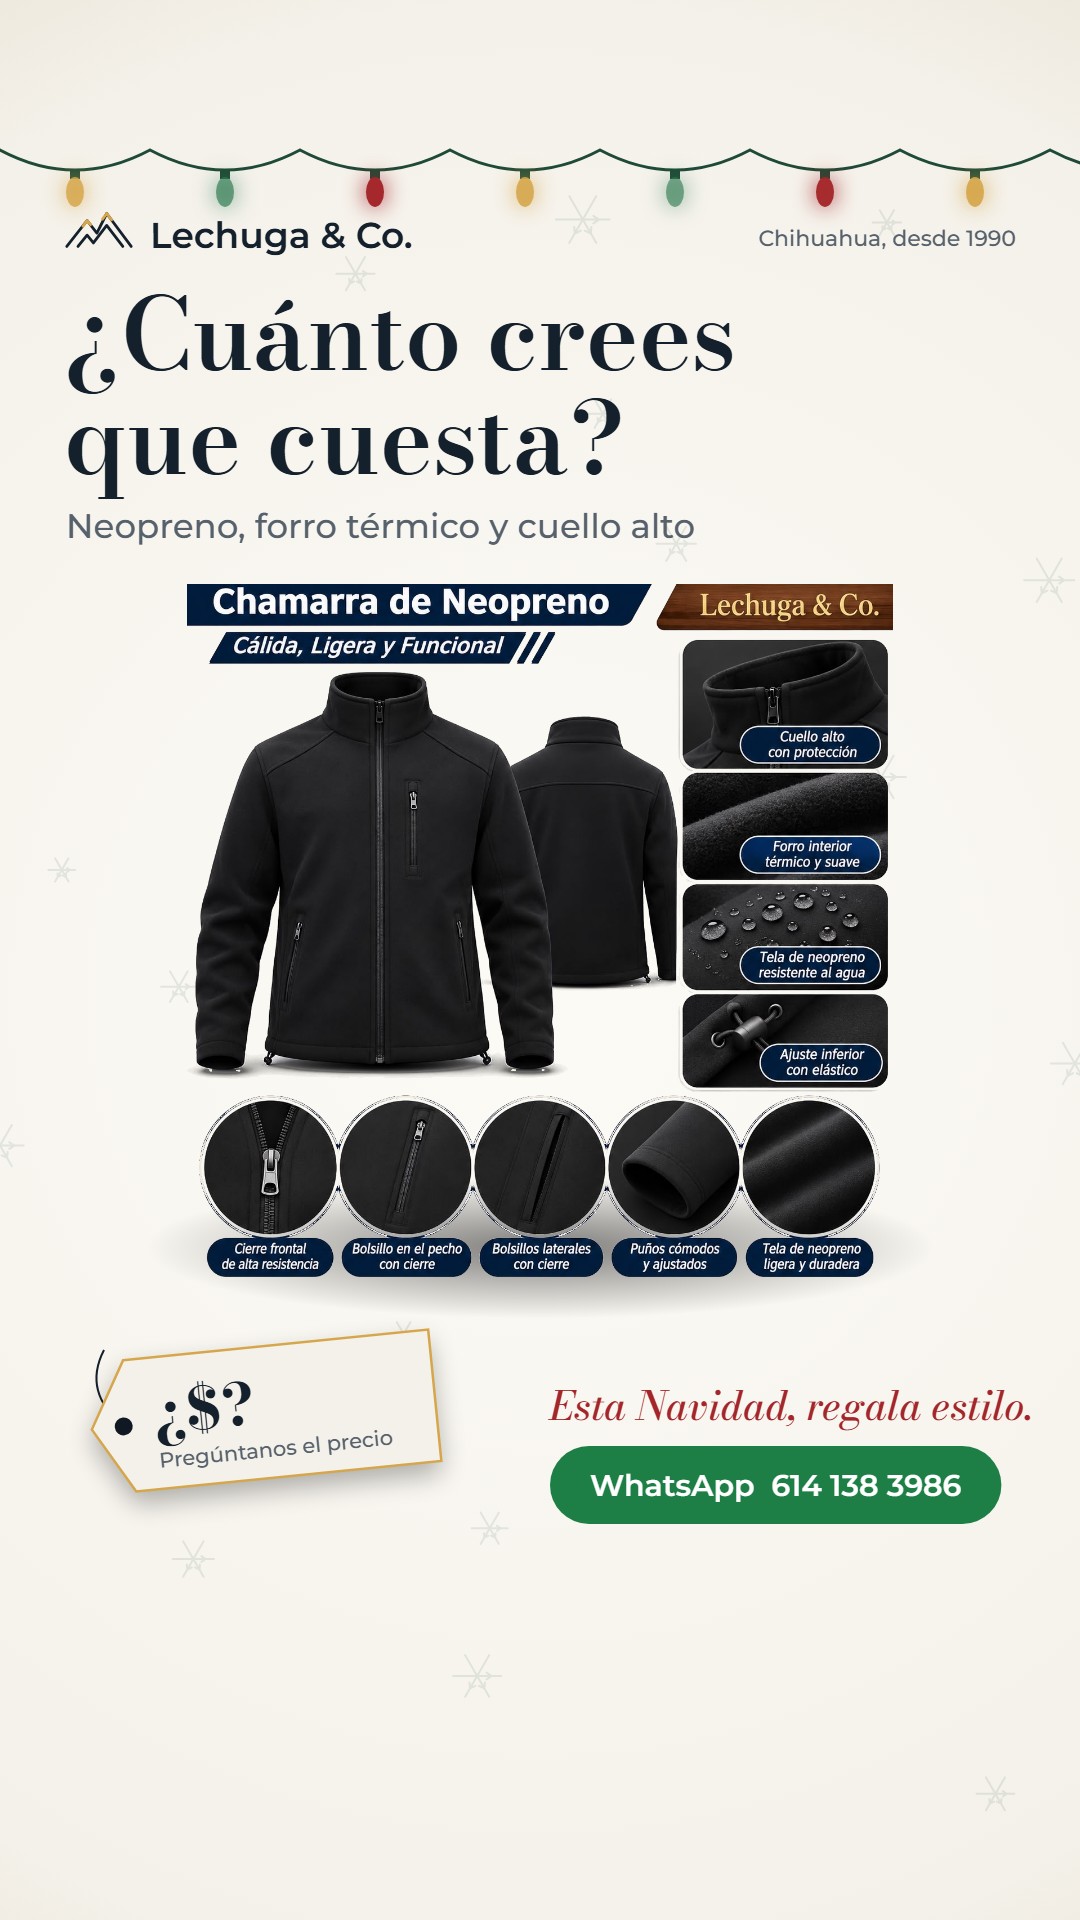 Lechuga & Co.
Chihuahua, desde 1990
¿Cuánto crees
que cuesta?
Neopreno, forro térmico y cuello alto
Chamarra de Neopreno
Lechuga & Co.
Cálida, Ligera y Funcional
Cuello alto
con protección
Forro interior
térmico y suave
Tela de neopreno
resistente al agua
Ajuste inferior
con elástico
Cierre frontal
de alta resistencia
Bolsillo en el pecho
con cierre
Bolsillos laterales
con cierre
Puños cómodos
y ajustados
Tela de neopreno
ligera y duradera
¿$?
Pregúntanos el precio
Esta Navidad, regala estilo.
WhatsApp 614 138 3986